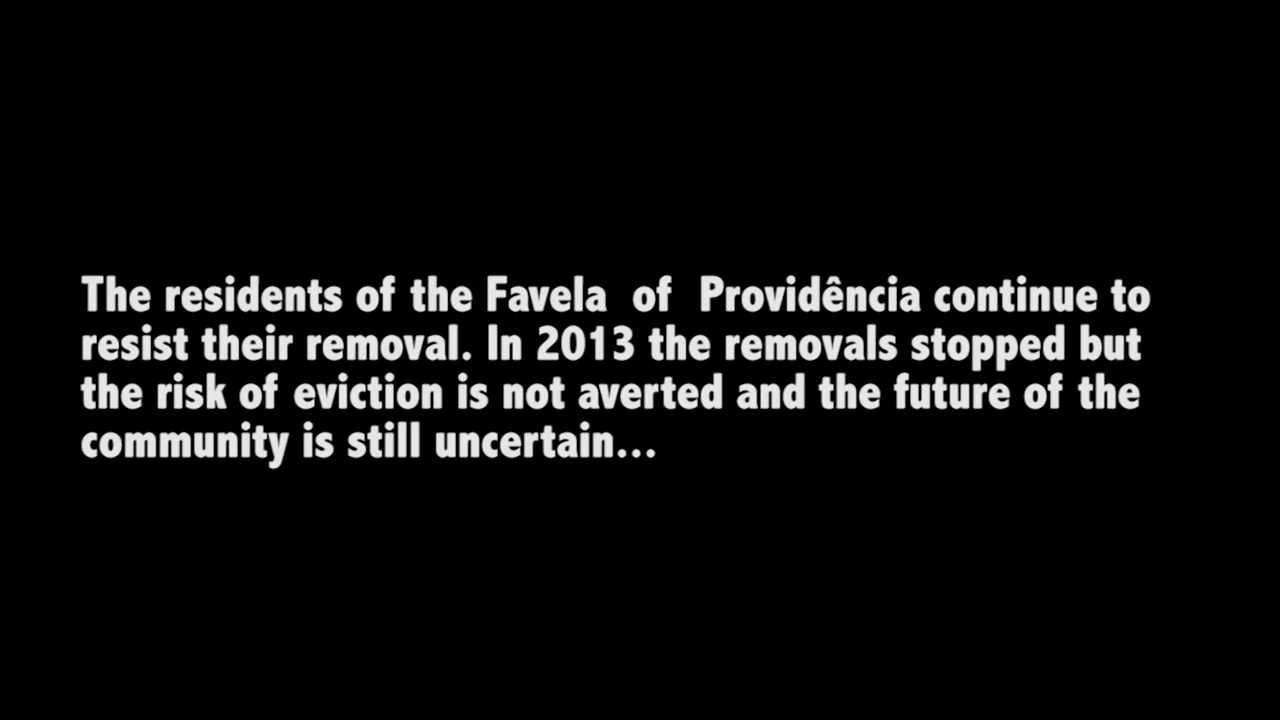 The residents of the Favela of Providência continue to
resist their removal. In 2013 the removals stopped but
the risk of eviction is not averted and the future of the
community is still uncertain...